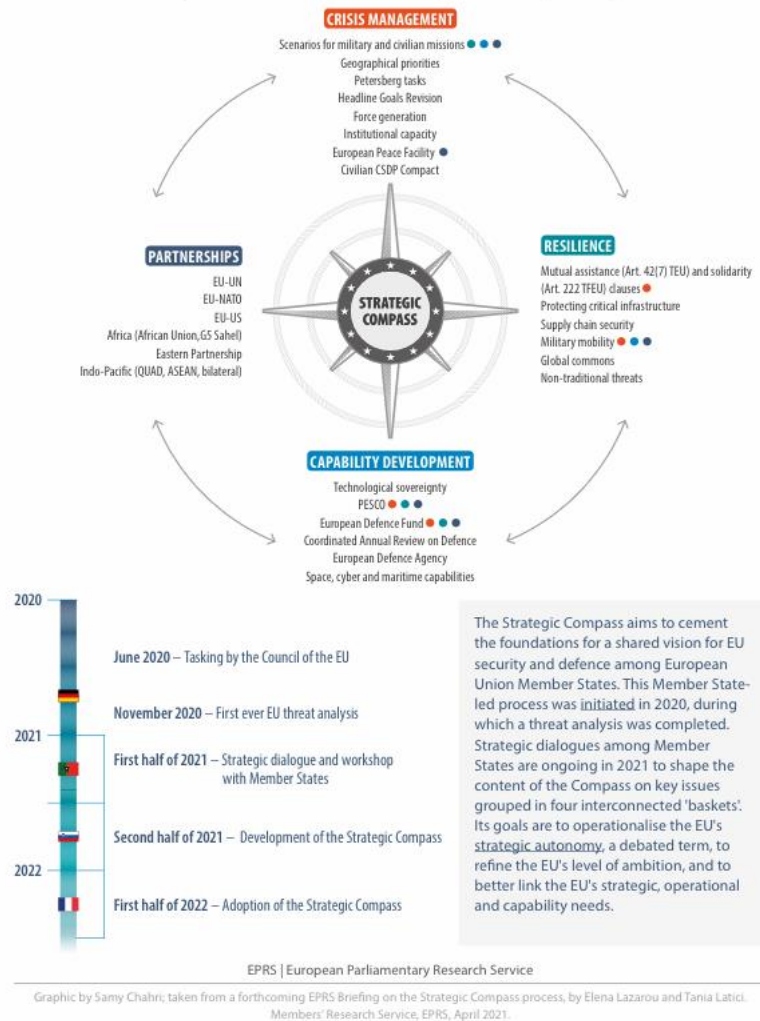 CRISIS MANAGEMENT
Scenarios for military and civilian missions
Geographical priorities
Petersberg tasks
Headline Goals Revision
Force generation
Institutional capacity
European Peace Facility
Civilian CSDP Compact
PARTNERSHIPS
EU-UN
EU-NATO
EU-US
Africa (African Union,G5 Sahel)
Eastern Partnership
Indo-Pacific (QUAD, ASEAN, bilateral)
STRATEGIC
COMPASS
RESILIENCE
Mutual assistance (Art. 42(7) TEU) and solidarity
(Art. 222 TFEU) clauses
Protecting critical infrastructure
Supply chain security
Military mobility
Global commons
Non-traditional threats
CAPABILITY DEVELOPMENT
Technological sovereignty
PESCO
European Defence Fund
Coordinated Annual Review on Defence
European Defence Agency
Space, cyber and maritime capabilities
2020
June 2020 – Tasking by the Council of the EU
November 2020 – First ever EU threat analysis
2021
First half of 2021 – Strategic dialogue and workshop
with Member States
Second half of 2021 – Development of the Strategic Compass
2022
First half of 2022 – Adoption of the Strategic Compass
The Strategic Compass aims to cement
the foundations for a shared vision for EU
security and defence among European
Union Member States. This Member State-
led process was initiated in 2020, during
which a threat analysis was completed.
Strategic dialogues among Member
States are ongoing in 2021 to shape the
content of the Compass on key issues
grouped in four interconnected 'baskets'.
Its goals are to operationalise the EU's
strategic autonomy, a debated term, to
refine the EU's level of ambition, and to
better link the EU's strategic, operational
and capability needs.
EPRS | European Parliamentary Research Service
Graphic by Samy Chahri; taken from a forthcoming EPRS Briefing on the Strategic Compass process, by Elena Lazarou and Tania Latici.
Members' Research Service, EPRS, April 2021.